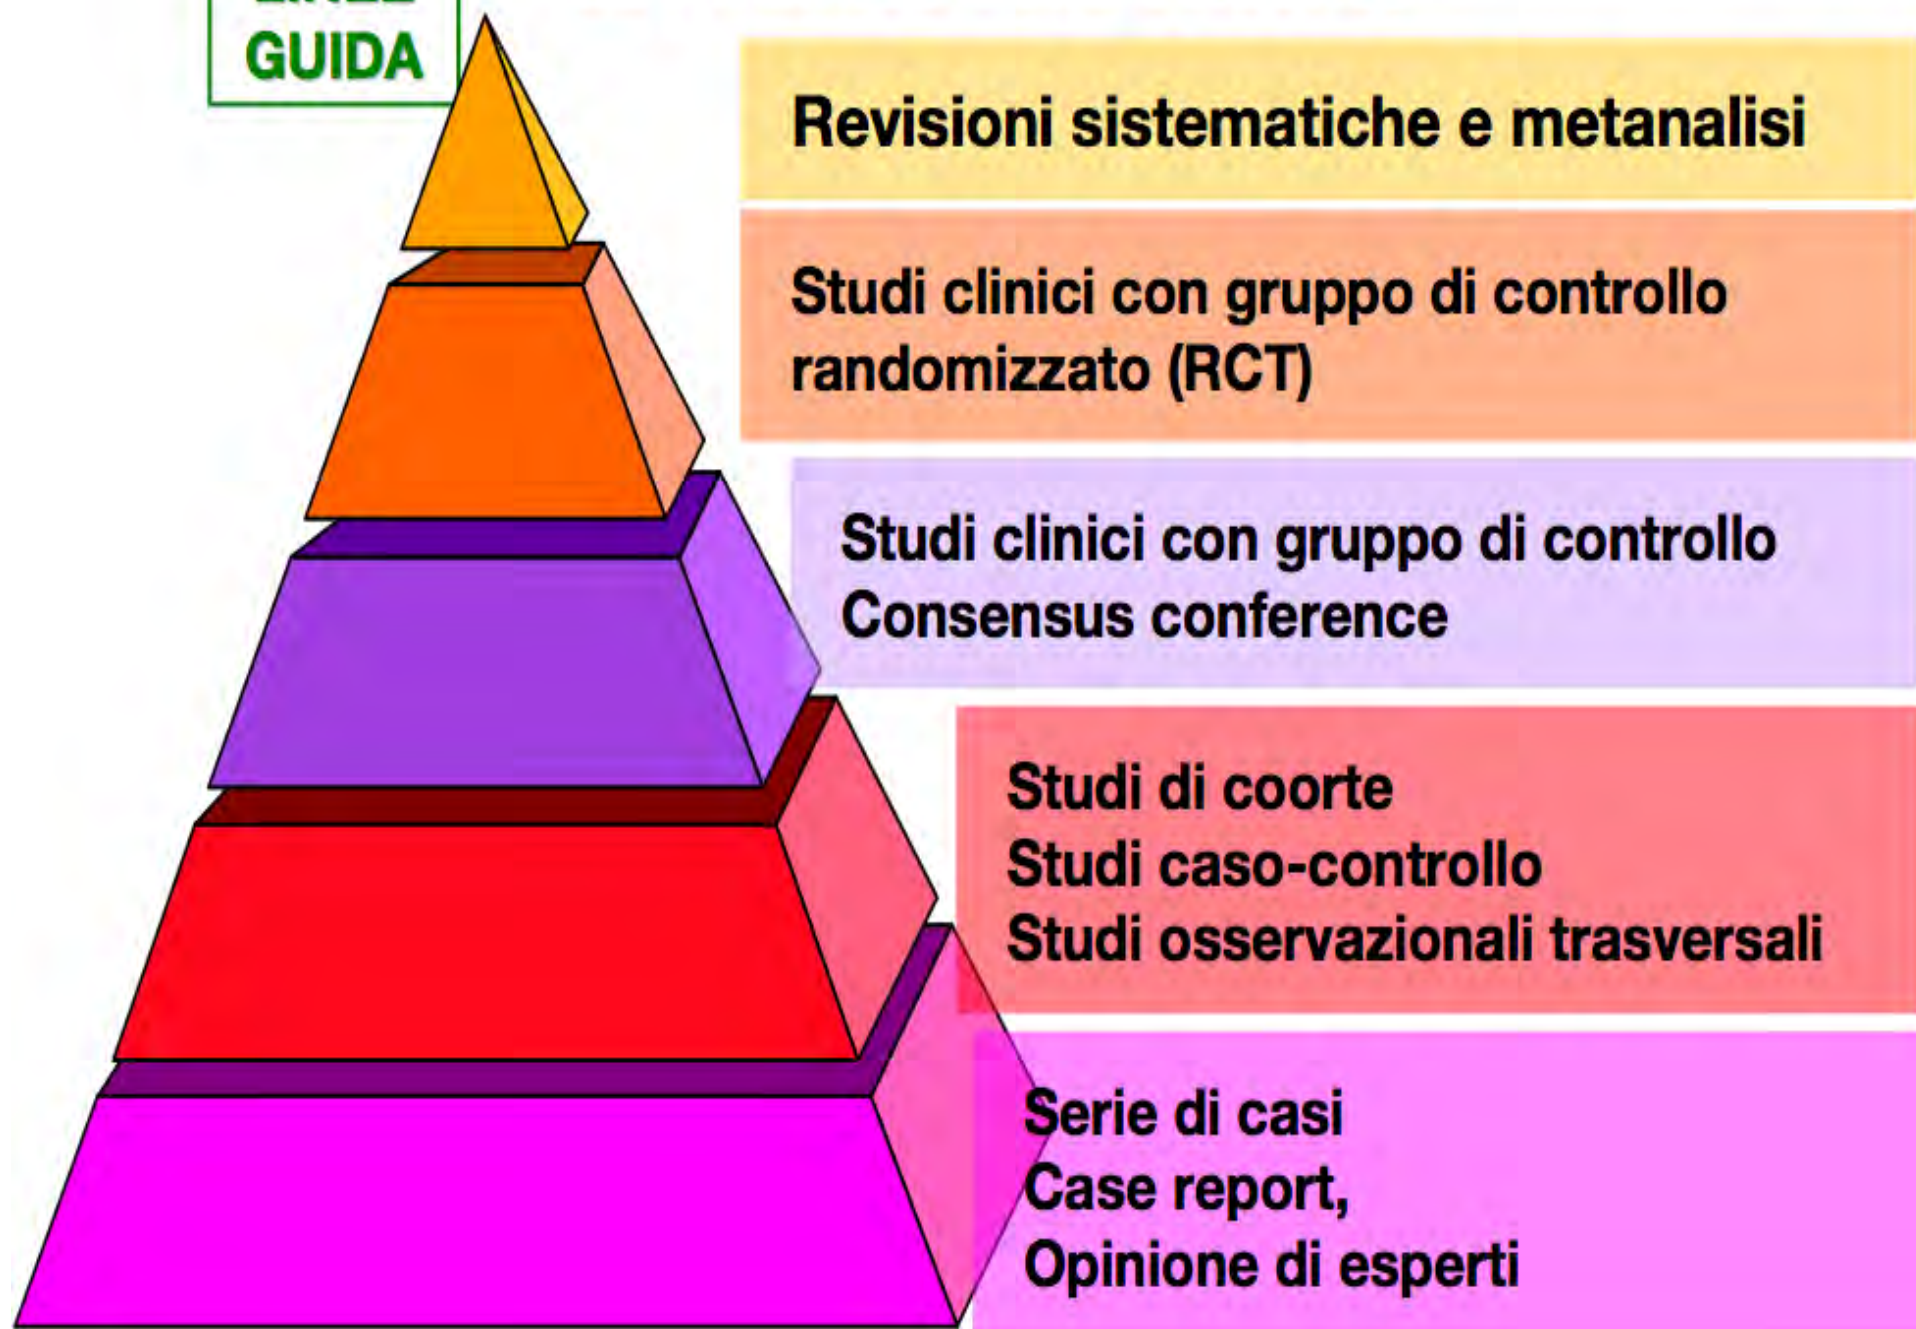 GUIDA
Revisioni sistematiche e metanalisi
Studi clinici con gruppo di controllo
randomizzato (RCT)
Studi clinici con gruppo di controllo
Consensus conference
Studi di coorte
Studi caso-controllo
Studi osservazionali trasversali
Serie di casi
Case report,
Opinione di esperti